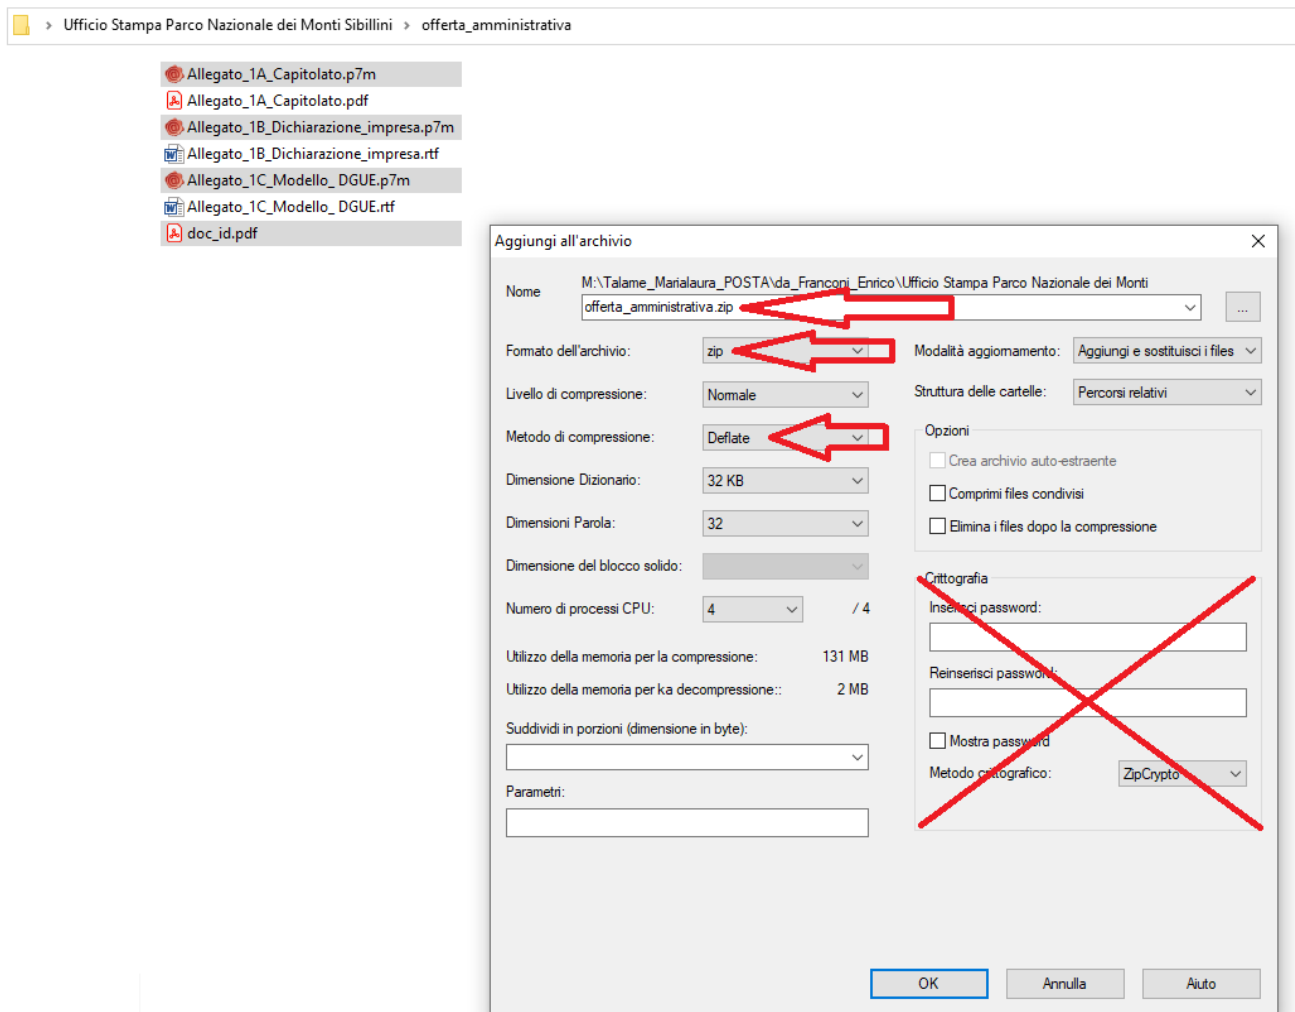 > Ufficio Stampa Parco Nazionale dei Monti Sibillini > offerta_amministrativa
Allegato_1A_Capitolato.p7m
Allegato_1A_Capitolato.pdf
Allegato_1B_Dichiarazione_impresa.p7m
Allegato_1B_Dichiarazione_impresa.rtf
Allegato_1C_Modello_ DGUE.p7m
Allegato_1C_Modello_ DGUE.rtf
doc_id.pdf
Aggiungi all'archivio
Nome
M:\Talame_Marialaura_POSTA\da_Franconi_Enrico\Ufficio Stampa Parco Nazionale dei Monti
offerta_amministrativa.zip
...
Formato dell'archivio: zip
Livello di compressione: Normale
Metodo di compressione: Deflate
Dimensione Dizionario: 32 KB
Dimensioni Parola: 32
Dimensione del blocco solido:
Numero di processi CPU: 4 / 4
Utilizzo della memoria per la compressione: 131 MB
Utilizzo della memoria per ka decompressione:: 2 MB
Suddividi in porzioni (dimensione in byte):
Parametri:
Modalità aggiornamento: Aggiungi e sostituisci i files
Struttura delle cartelle: Percorsi relativi
Opzioni
Crea archivio auto-estraente
Comprimi files condivisi
Elimina i files dopo la compressione
Crittografia
Inserisci password:
Reinserisci password:
Mostra password
Metodo crittografico: ZipCrypto
OK
Annulla
Aiuto